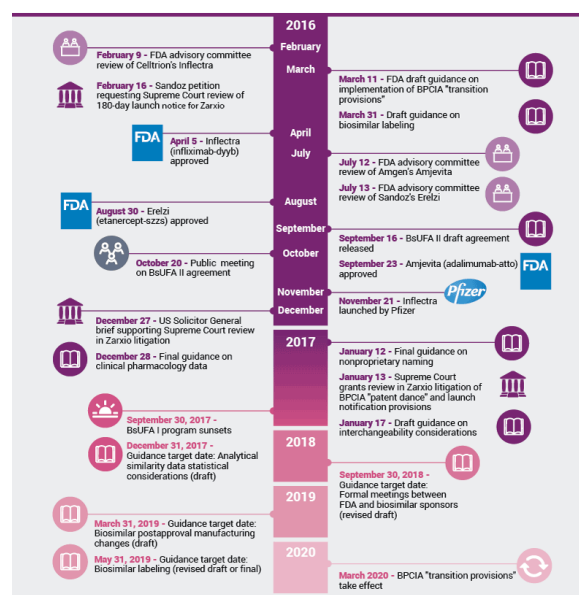 2016
February
February 9 - FDA advisory committee
review of Celltrion's Inflectra
March
February 16 - Sandoz petition
requesting Supreme Court review of
180-day launch notice for Zarxio
March 11 - FDA draft guidance on
implementation of BPCIA "transition
provisions"
March 31 - Draft guidance on
biosimilar labeling
April
FDA
April 5 - Inflectra
(infliximab-dyyb)
approved
July
July 12 - FDA advisory committee
review of Amgen's Amjevita
July 13 - FDA advisory committee
review of Sandoz's Erelzi
August
FDA
August 30 - Erelzi
(etanercept-szzs) approved
September
September 16 - BsUFA II draft agreement
released
October
October 20 - Public meeting
on BsUFA II agreement
September 23 - Amjevita (adalimumab-atto)
approved
FDA
November
Pfizer
November 21 - Inflectra
launched by Pfizer
December
December 27 - US Solicitor General
brief supporting Supreme Court review
in Zarxio litigation
December 28 - Final guidance on
clinical pharmacology data
2017
January 12 - Final guidance on
nonproprietary naming
January 13 - Supreme Court
grants review in Zarxio litigation of
BPCIA "patent dance" and launch
notification provisions
January 17 - Draft guidance on
interchangeability considerations
September 30, 2017 -
BsUFA I program sunsets
December 31, 2017 -
Guidance target date: Analytical
similarity data statistical
considerations (draft)
2018
September 30, 2018 -
Guidance target date:
Formal meetings between
FDA and biosimilar sponsors
(revised draft)
2019
March 31, 2019 - Guidance target date:
Biosimilar postapproval manufacturing
changes (draft)
May 31, 2019 - Guidance target date:
Biosimilar labeling (revised draft or final)
2020
March 2020 - BPCIA "transition provisions"
take effect